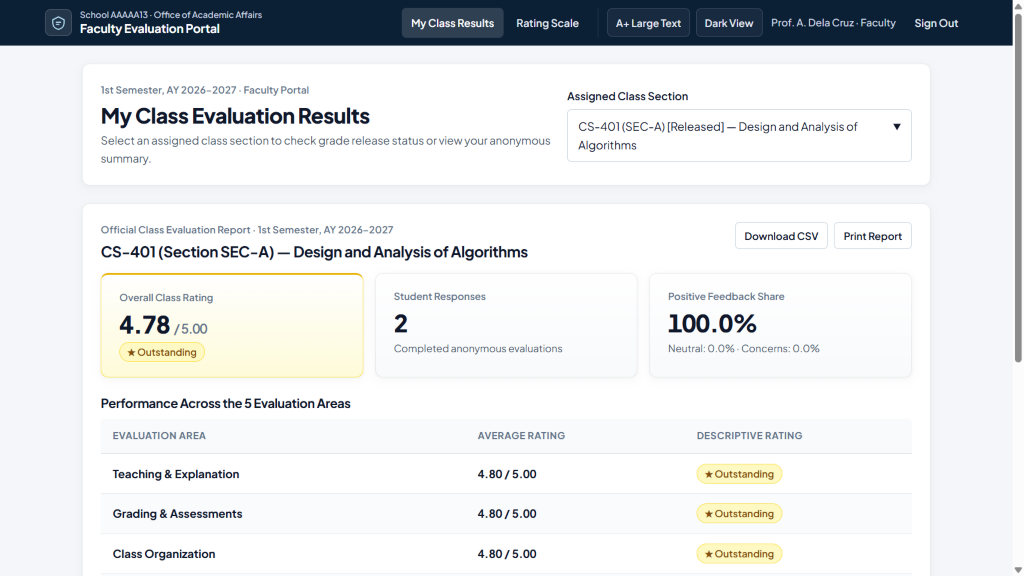 School AAAAA13 · Office of Academic Affairs
Faculty Evaluation Portal
My Class Results
Rating Scale
A+ Large Text
Dark View
Prof. A. Dela Cruz · Faculty
Sign Out
1st Semester, AY 2026–2027 · Faculty Portal
My Class Evaluation Results
Select an assigned class section to check grade release status or view your anonymous
summary.
Assigned Class Section
CS-401 (SEC-A) [Released] — Design and Analysis of
Algorithms
Official Class Evaluation Report · 1st Semester, AY 2026–2027
CS-401 (Section SEC-A) — Design and Analysis of Algorithms
Download CSV
Print Report
Overall Class Rating
4.78 / 5.00
★ Outstanding
Student Responses
2
Completed anonymous evaluations
Positive Feedback Share
100.0%
Neutral: 0.0% · Concerns: 0.0%
Performance Across the 5 Evaluation Areas
EVALUATION AREA AVERAGE RATING DESCRIPTIVE RATING
Teaching & Explanation 4.80 / 5.00 ★ Outstanding
Grading & Assessments 4.80 / 5.00 ★ Outstanding
Class Organization 4.80 / 5.00 ★ Outstanding